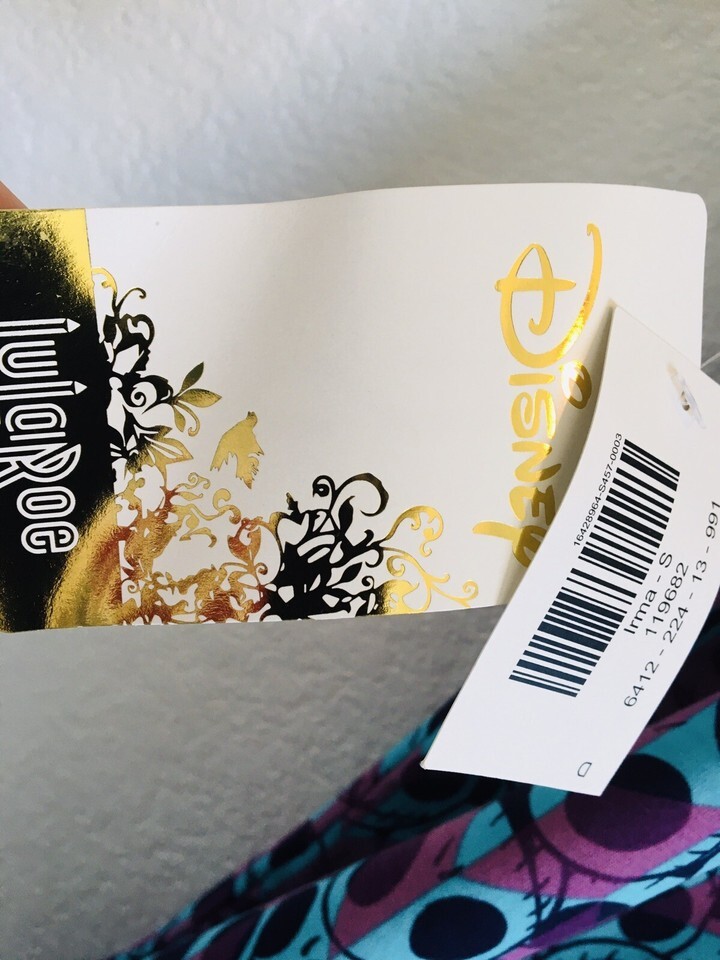 lulaRoe
Disney
16428964-S457-0003
Irma - S
119682
6412 - 224 - 13 - 991
D